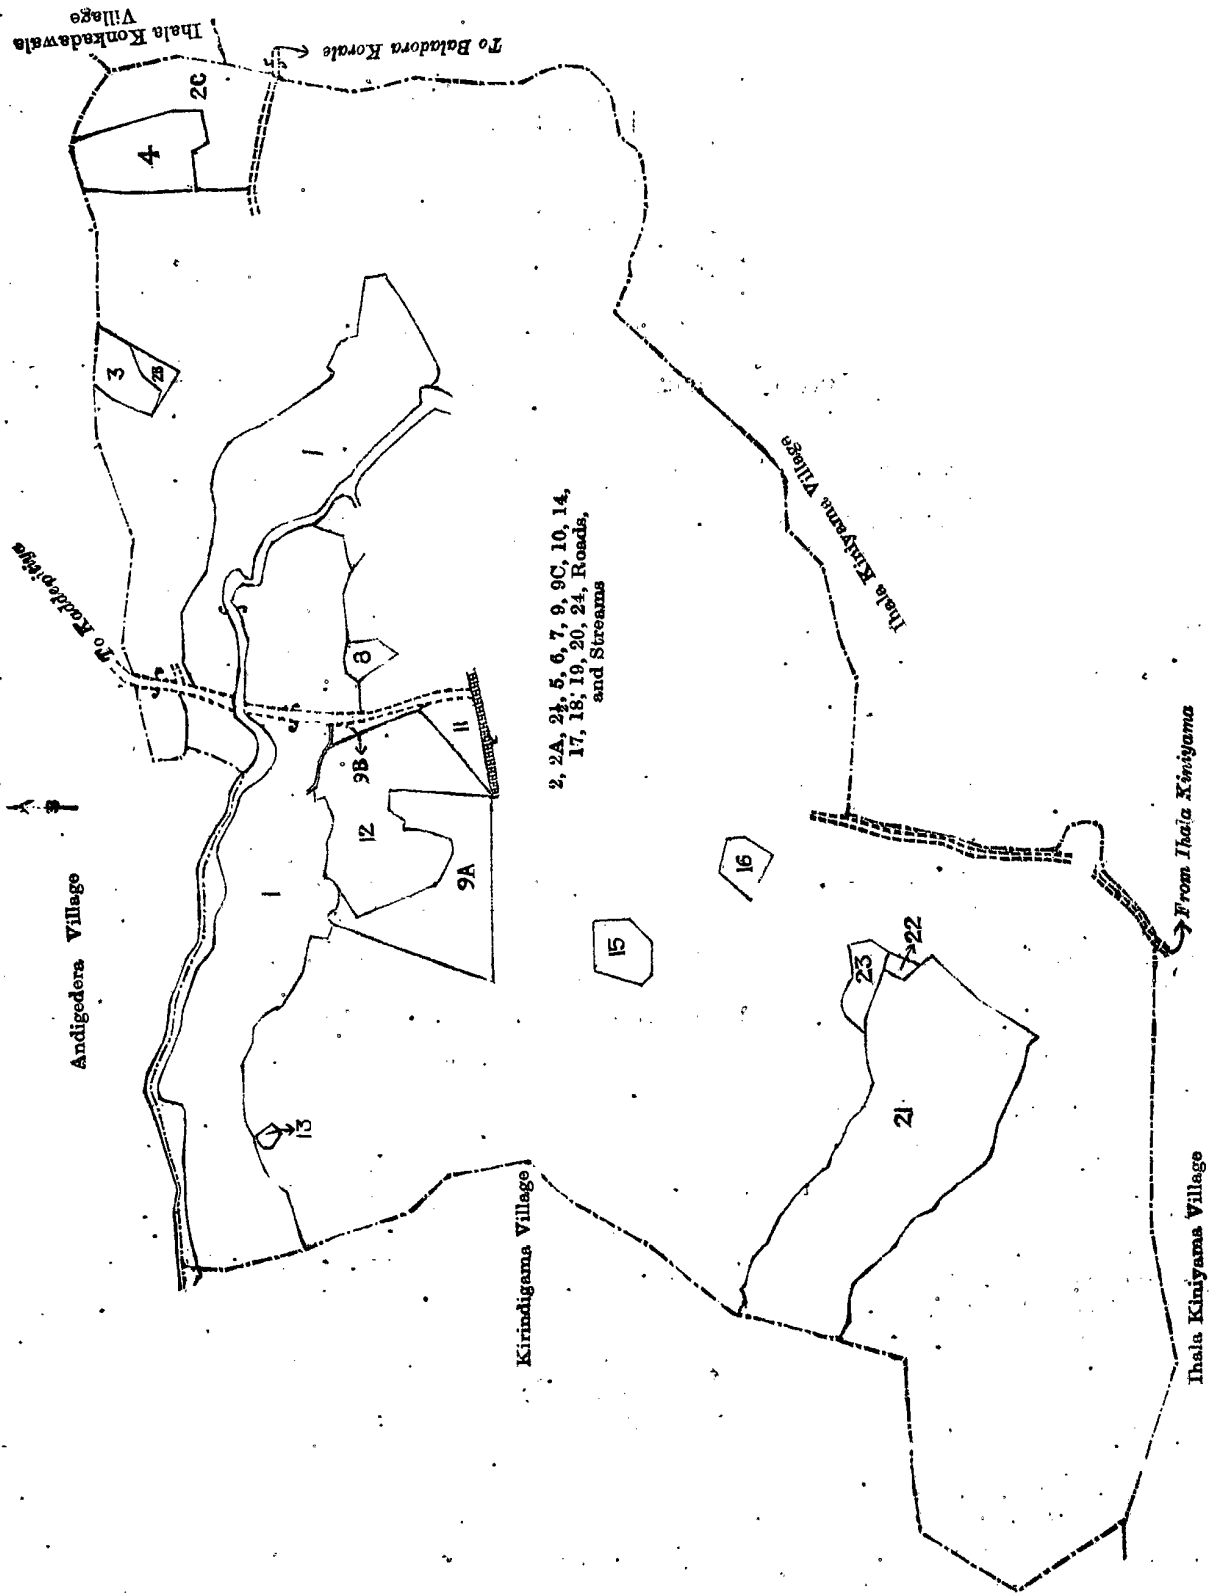 Ihala Konkadawala
Village
To Baladora Korale
2C
4
3
2B
To Kaddepitiya
1
8
2, 2A, 2½, 5, 6, 7, 9, 9C, 10, 14,
17, 18, 19, 20, 24, Roads,
and Streams
Ihala Kiniyama Village
9B
11
12
9A
1
Andigedera Village
16
15
From Ihala Kiniyama
22
23
21
13
Kirindigama Village
Ihala Kiniyama Village